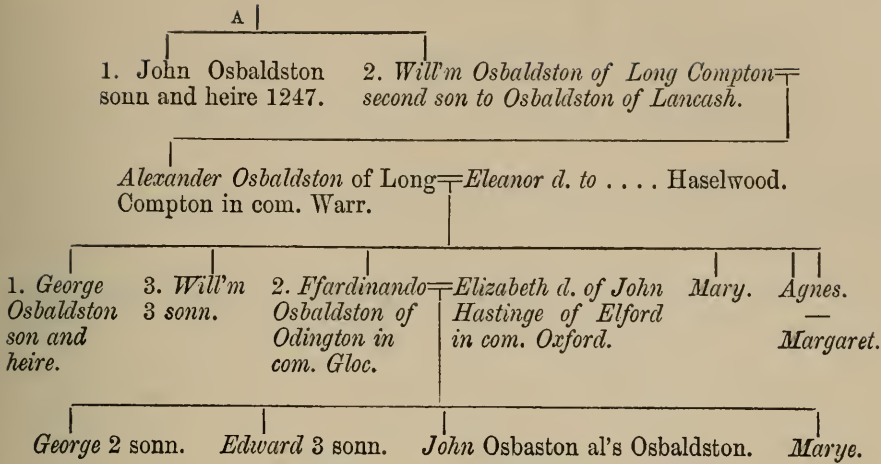 A
1. John Osbaldston
sonn and heire 1247.
2. Will'm Osbaldston of Long Compton
second son to Osbaldston of Lancash.
Alexander Osbaldston of Long
Compton in com. Warr.
Eleanor d. to . . . . Haselwood.
1. George
Osbaldston
son and
heire.
3. Will'm
3 sonn.
2. Ffardinando
Osbaldston of
Odington in
com. Gloc.
Elizabeth d. of John
Hastinge of Elford
in com. Oxford.
Mary.
Agnes.
—
Margaret.
George 2 sonn.
Edward 3 sonn.
John Osbaston al's Osbaldston.
Marye.